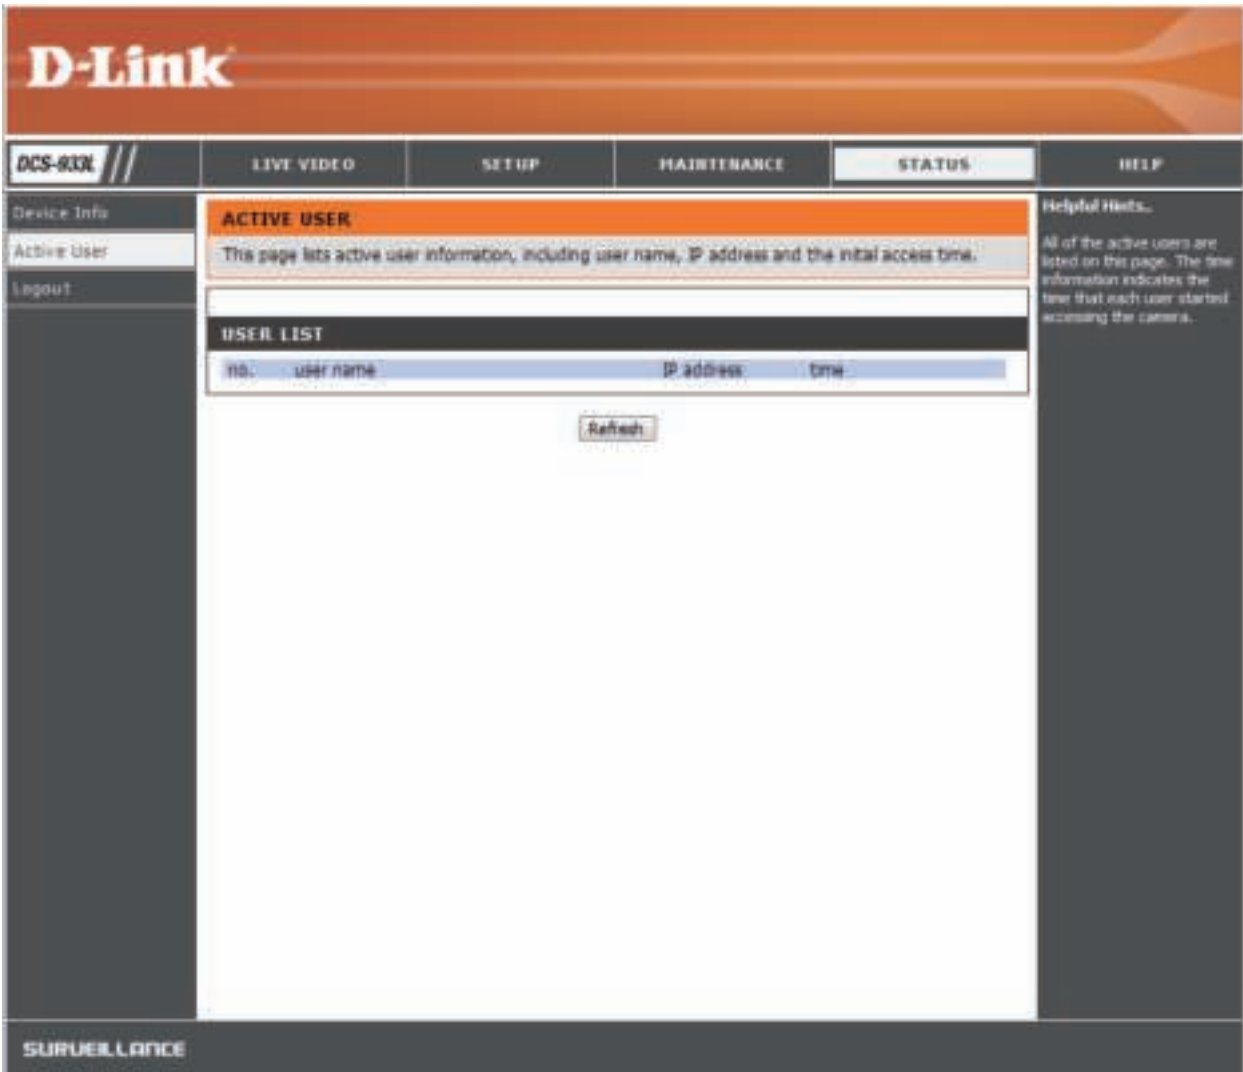 D-Link
DCS-933L
LIVE VIDEO
SETUP
MAINTENANCE
STATUS
HELP
Device Info
Active User
Logout
ACTIVE USER
This page lists active user information, including user name, IP address and the inital access time.
USER LIST
no. user name IP address time
Refresh
Helpful Hints..
All of the active users are
listed on this page. The time
information indicates the
time that each user started
accessing the camera.
SURVEILLANCE